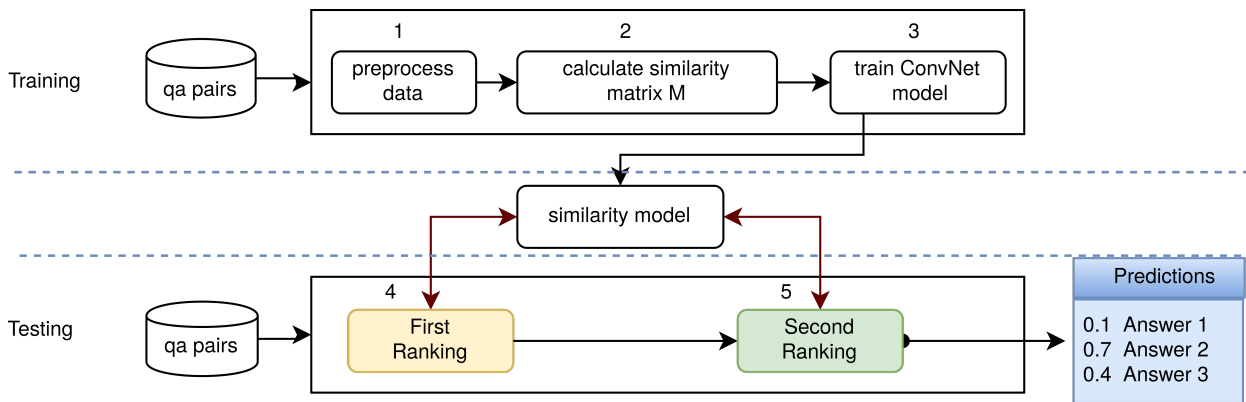 1
2
3
Training
qa pairs
preprocess
data
calculate similarity
matrix M
train ConvNet
model
similarity model
4
5
Testing
qa pairs
First
Ranking
Second
Ranking
Predictions
0.1 Answer 1
0.7 Answer 2
0.4 Answer 3